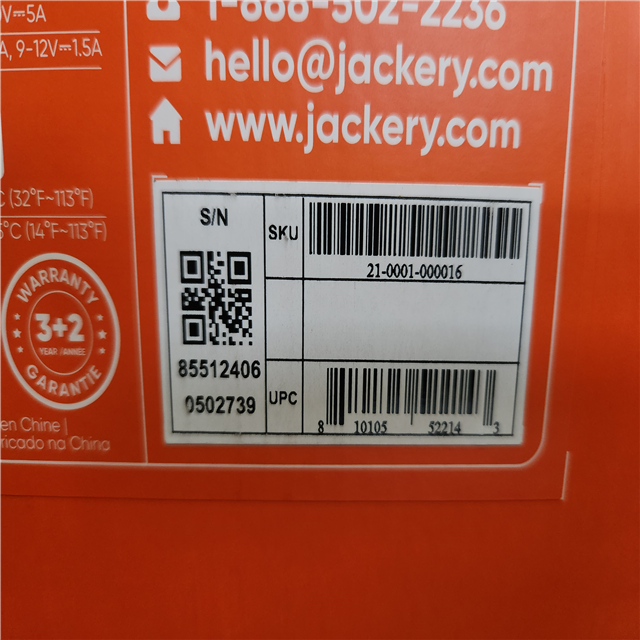 V⎓5A
A, 9-12V⎓1.5A
1-888-502-2236
hello@jackery.com
www.jackery.com
C (32°F~113°F)
°C (14°F~113°F)
WARRANTY
3+2
YEAR /ANNÉE
GARANTIE
en Chine |
ricado na China
S/N
85512406
0502739
SKU
21-0001-000016
UPC
8 10105 52214 3